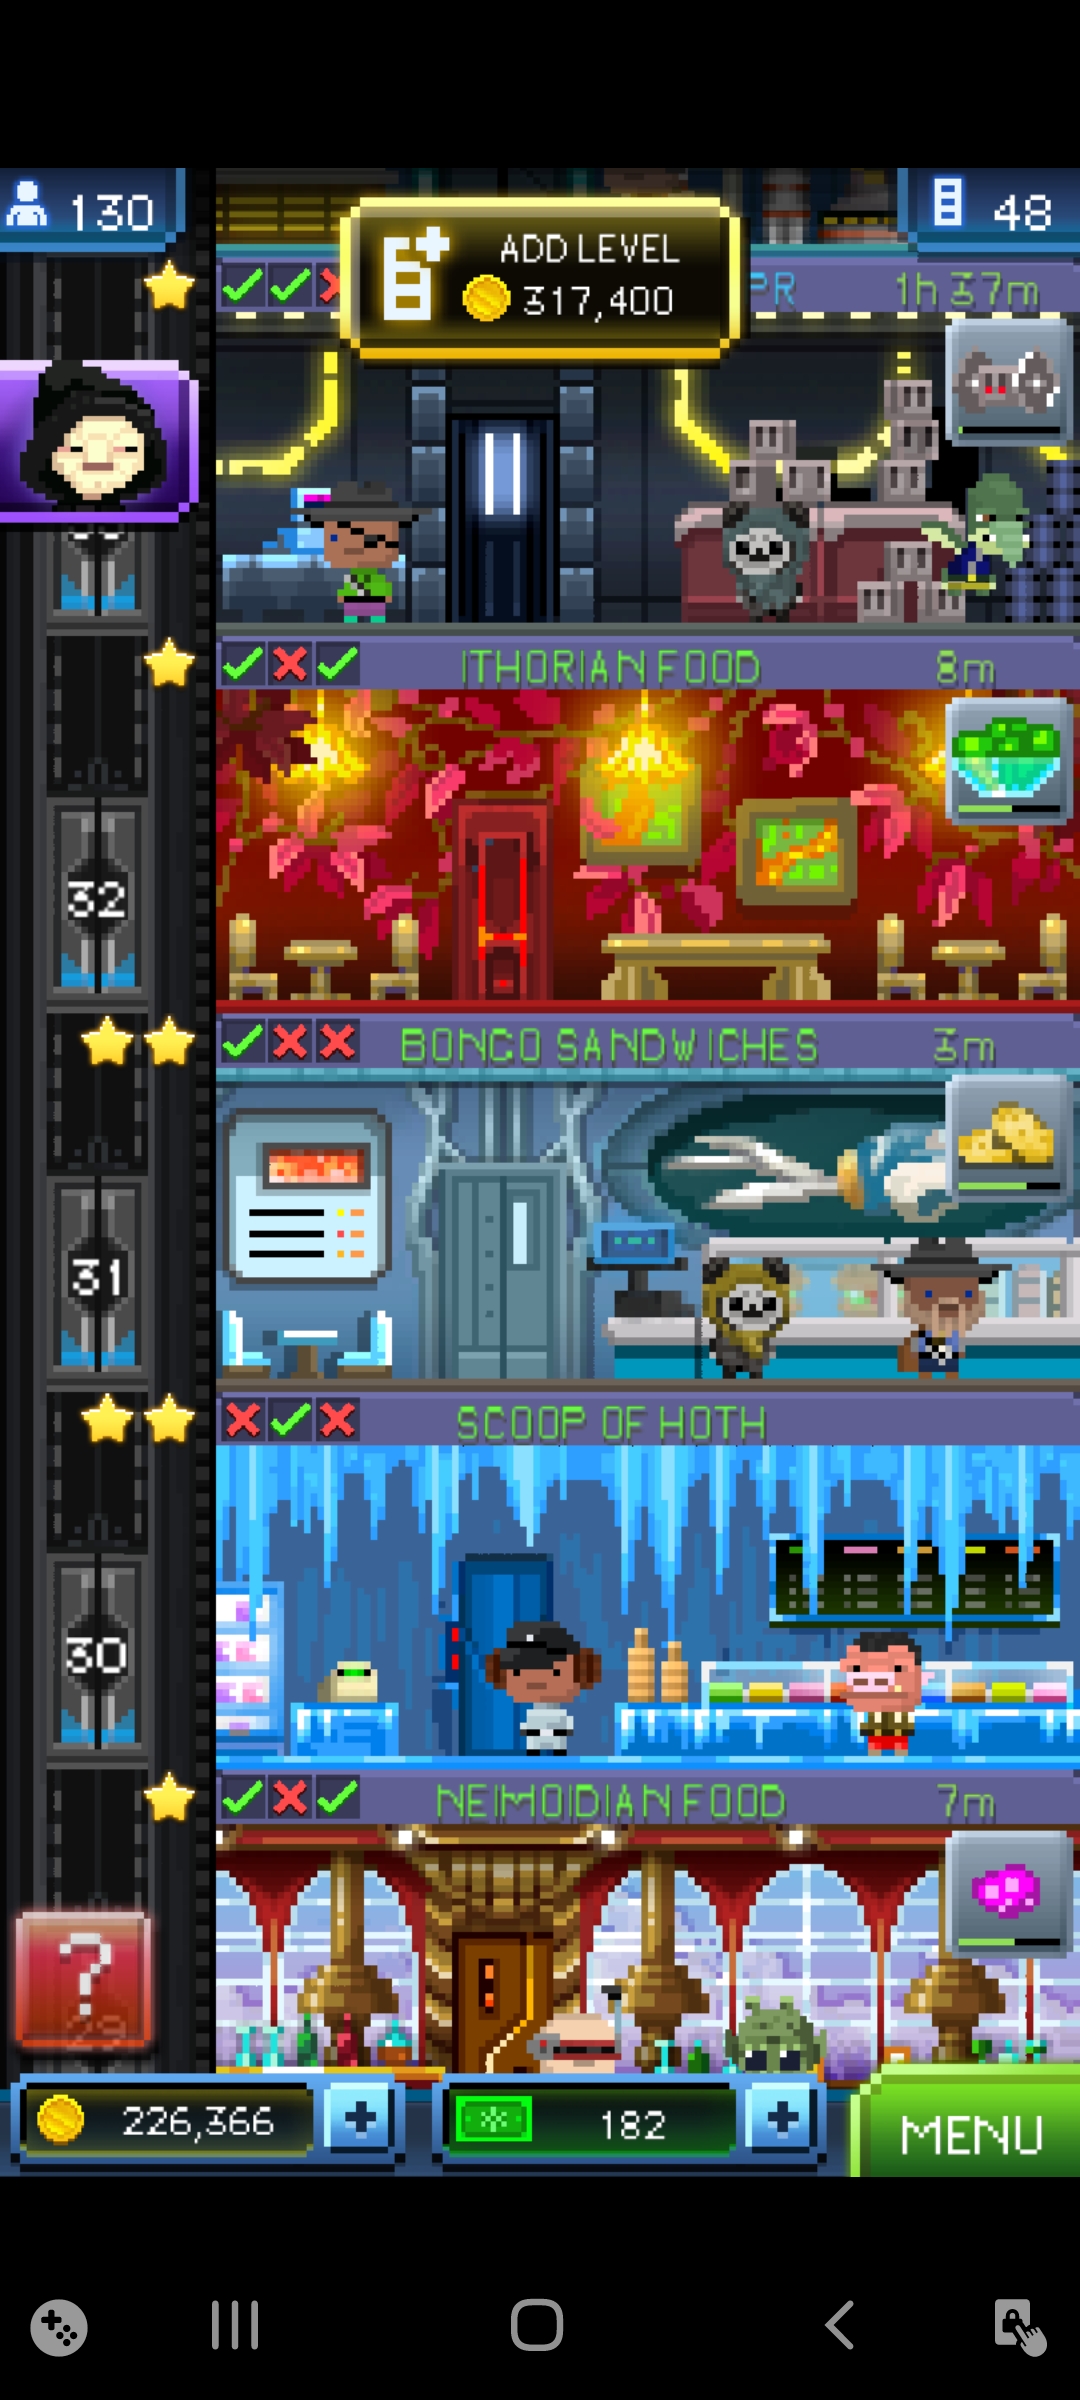 130
ADD LEVEL
317,400
48
PR
1h 37m
ITHORIAN FOOD
8m
32
BONGO SANDWICHES
3m
31
SCOOP OF HOTH
30
NEIMOIDIAN FOOD
7m
?
29
226,366
+
182
+
MENU